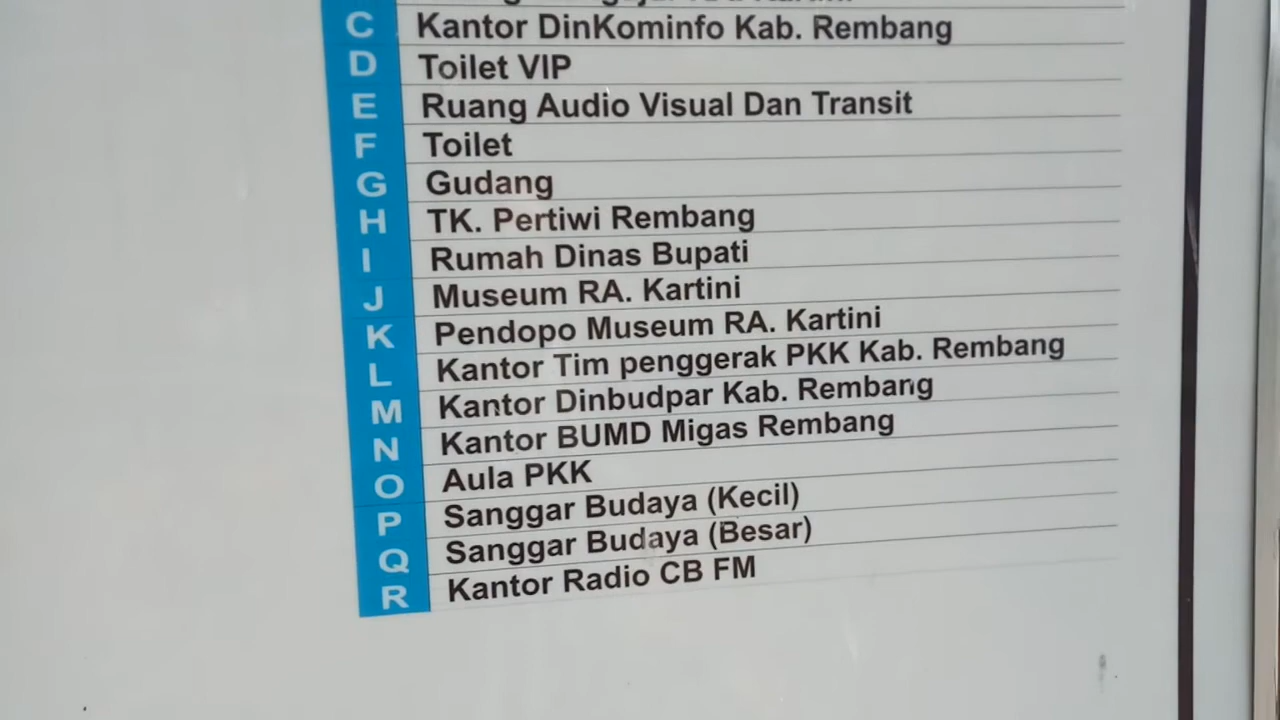 C Kantor DinKominfo Kab. Rembang
D Toilet VIP
E Ruang Audio Visual Dan Transit
F Toilet
G Gudang
H TK. Pertiwi Rembang
I Rumah Dinas Bupati
J Museum RA. Kartini
K Pendopo Museum RA. Kartini
L Kantor Tim penggerak PKK Kab. Rembang
M Kantor Dinbudpar Kab. Rembang
N Kantor BUMD Migas Rembang
O Aula PKK
P Sanggar Budaya (Kecil)
Q Sanggar Budaya (Besar)
R Kantor Radio CB FM